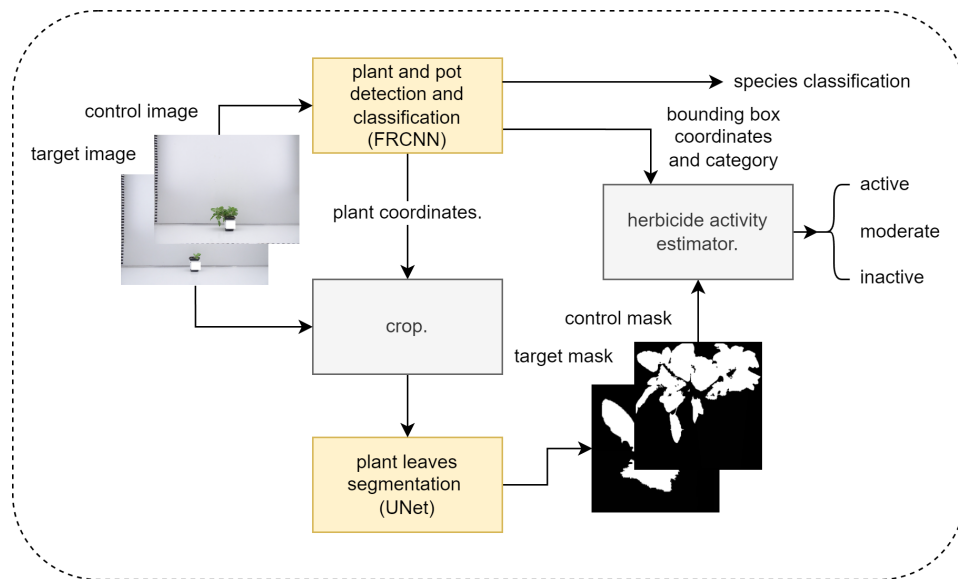 plant and pot
detection and
classification
(FRCNN)
species classification
control image
target image
bounding box
coordinates
and category
plant coordinates.
herbicide activity
estimator.
active
moderate
inactive
crop.
control mask
target mask
plant leaves
segmentation
(UNet)